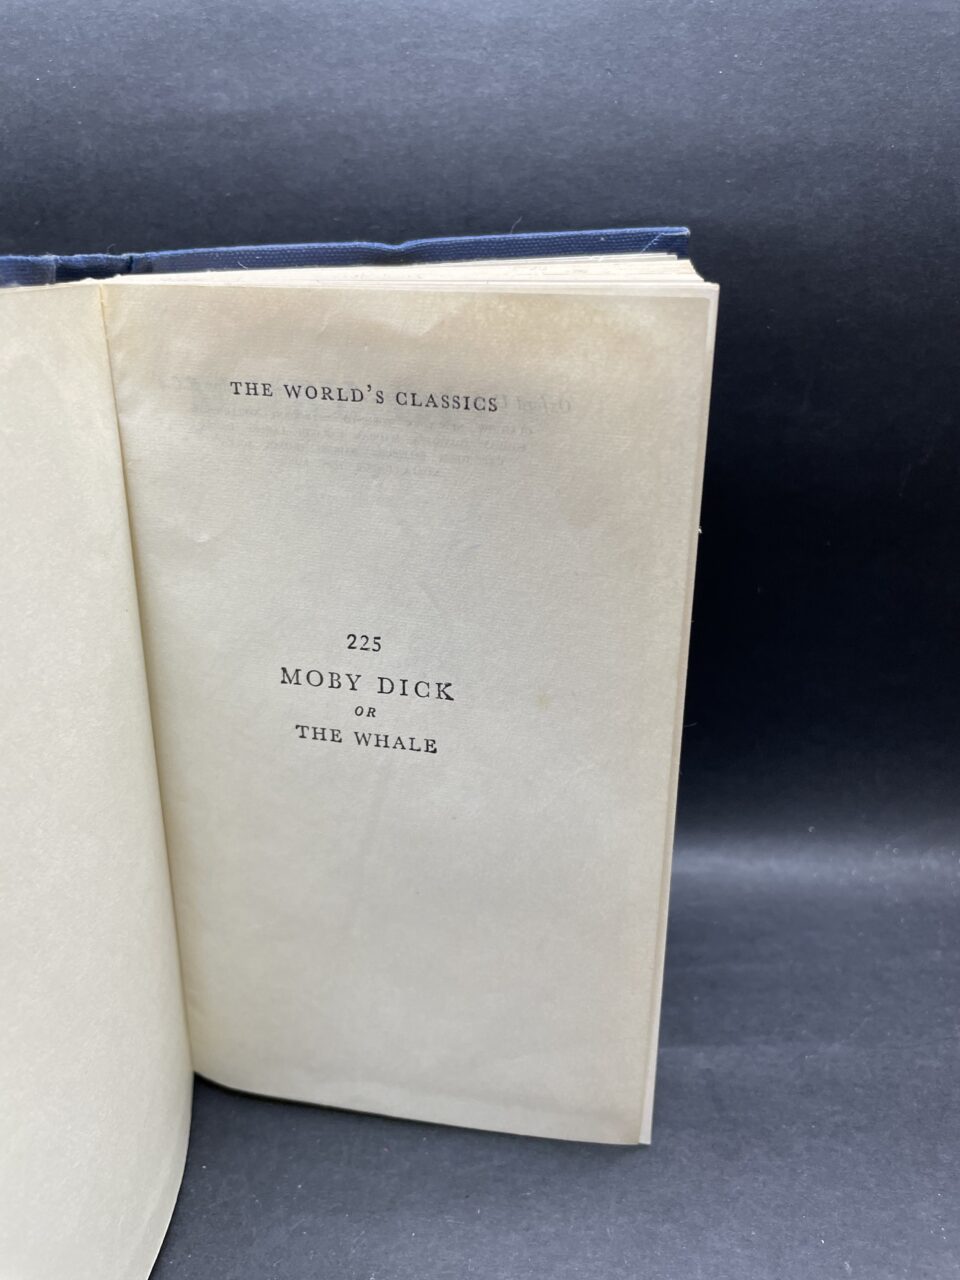 THE WORLD'S CLASSICS
225
MOBY DICK
OR
THE WHALE